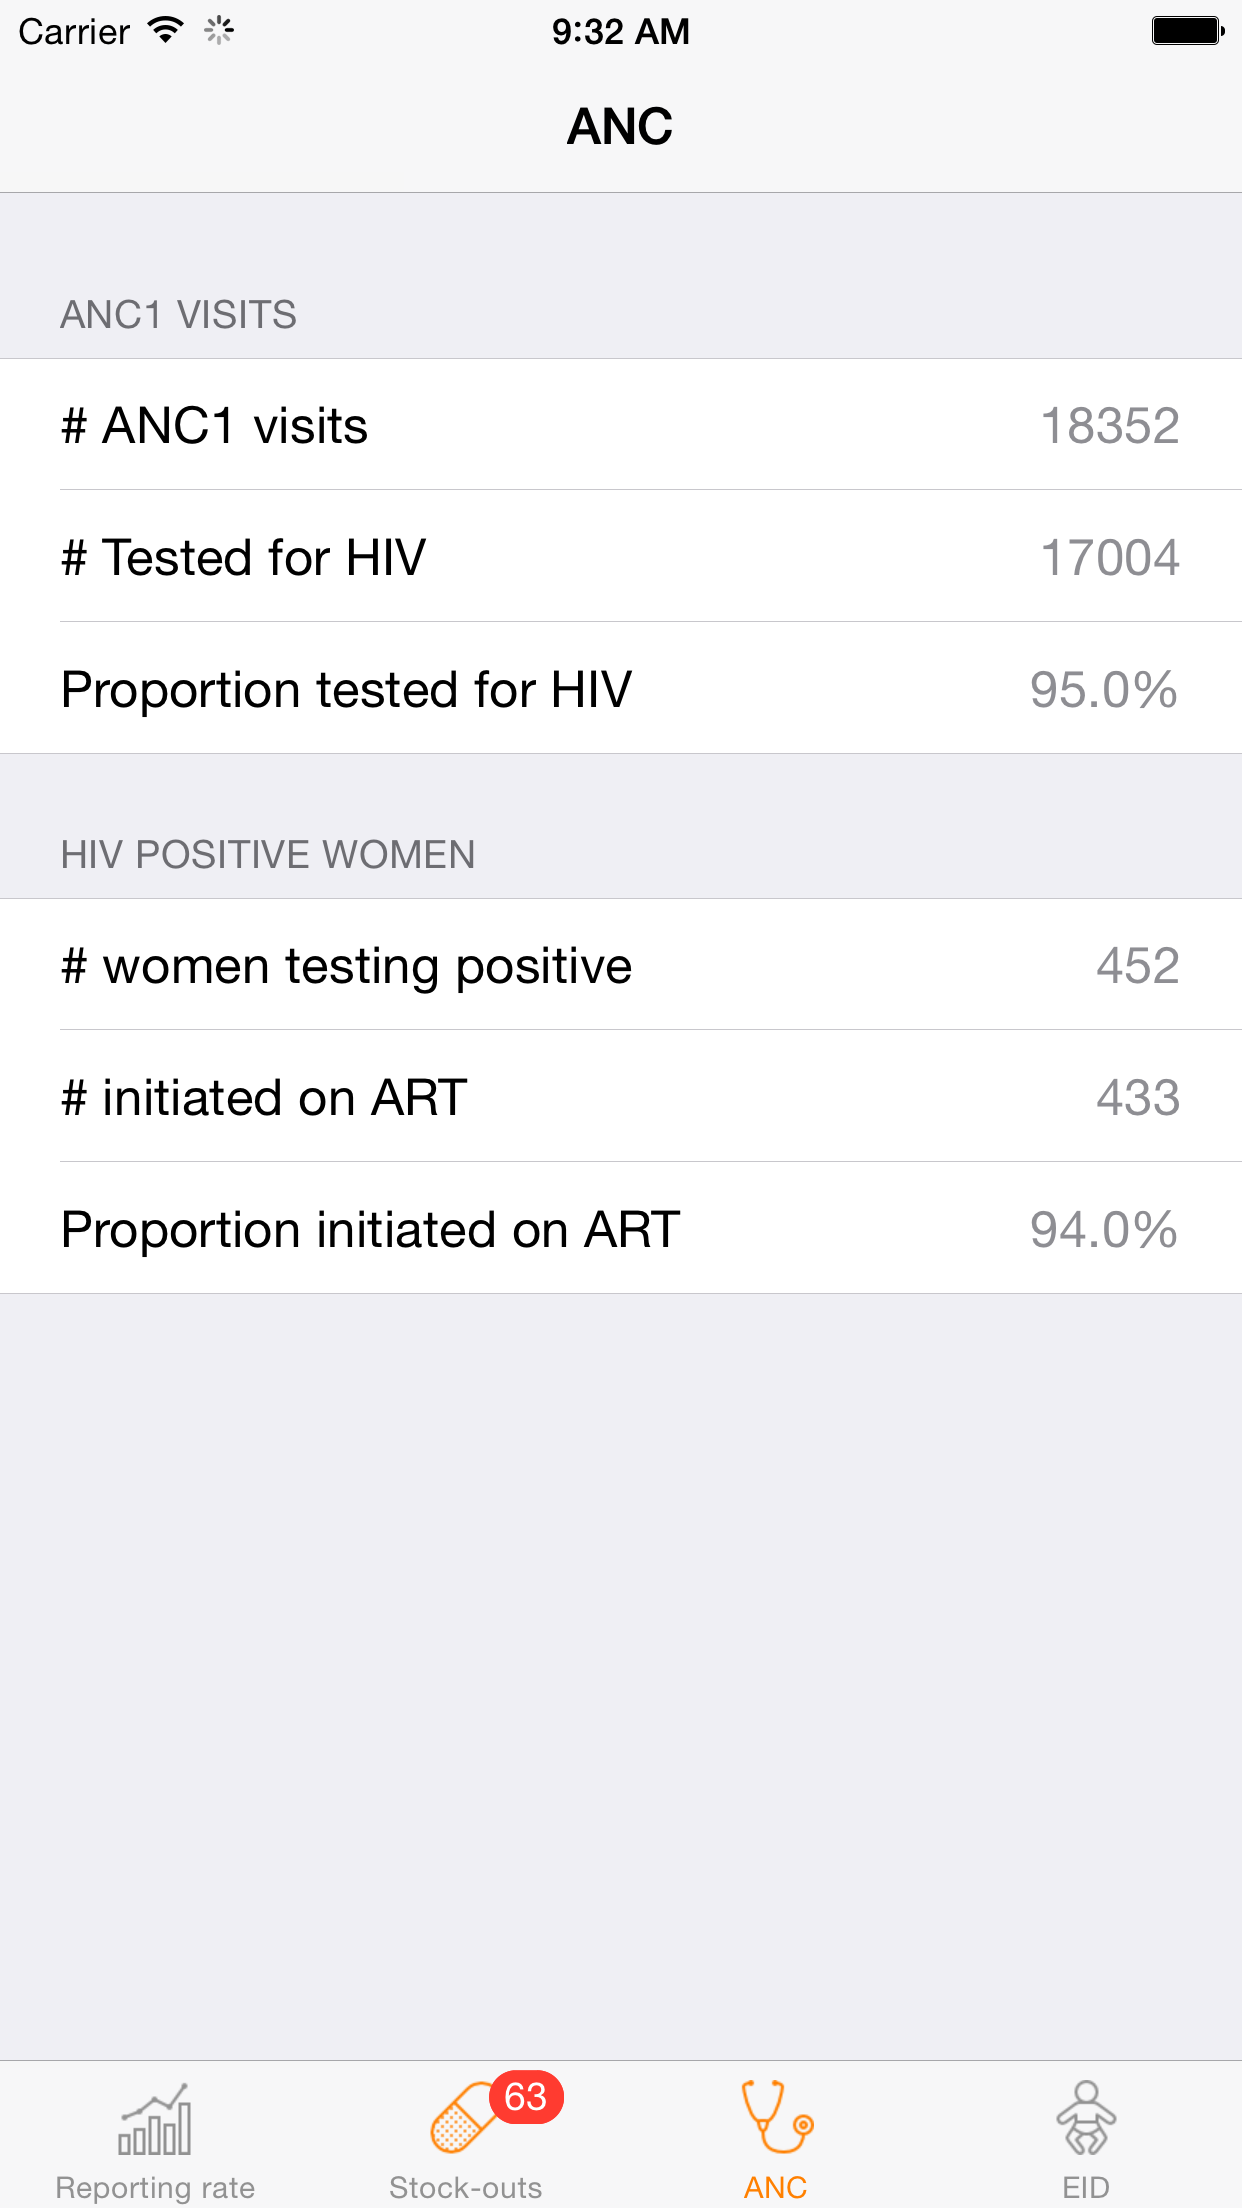 Carrier 9:32 AM
ANC
ANC1 VISITS
# ANC1 visits 18352
# Tested for HIV 17004
Proportion tested for HIV 95.0%
HIV POSITIVE WOMEN
# women testing positive 452
# initiated on ART 433
Proportion initiated on ART 94.0%
63
Reporting rate Stock-outs ANC EID